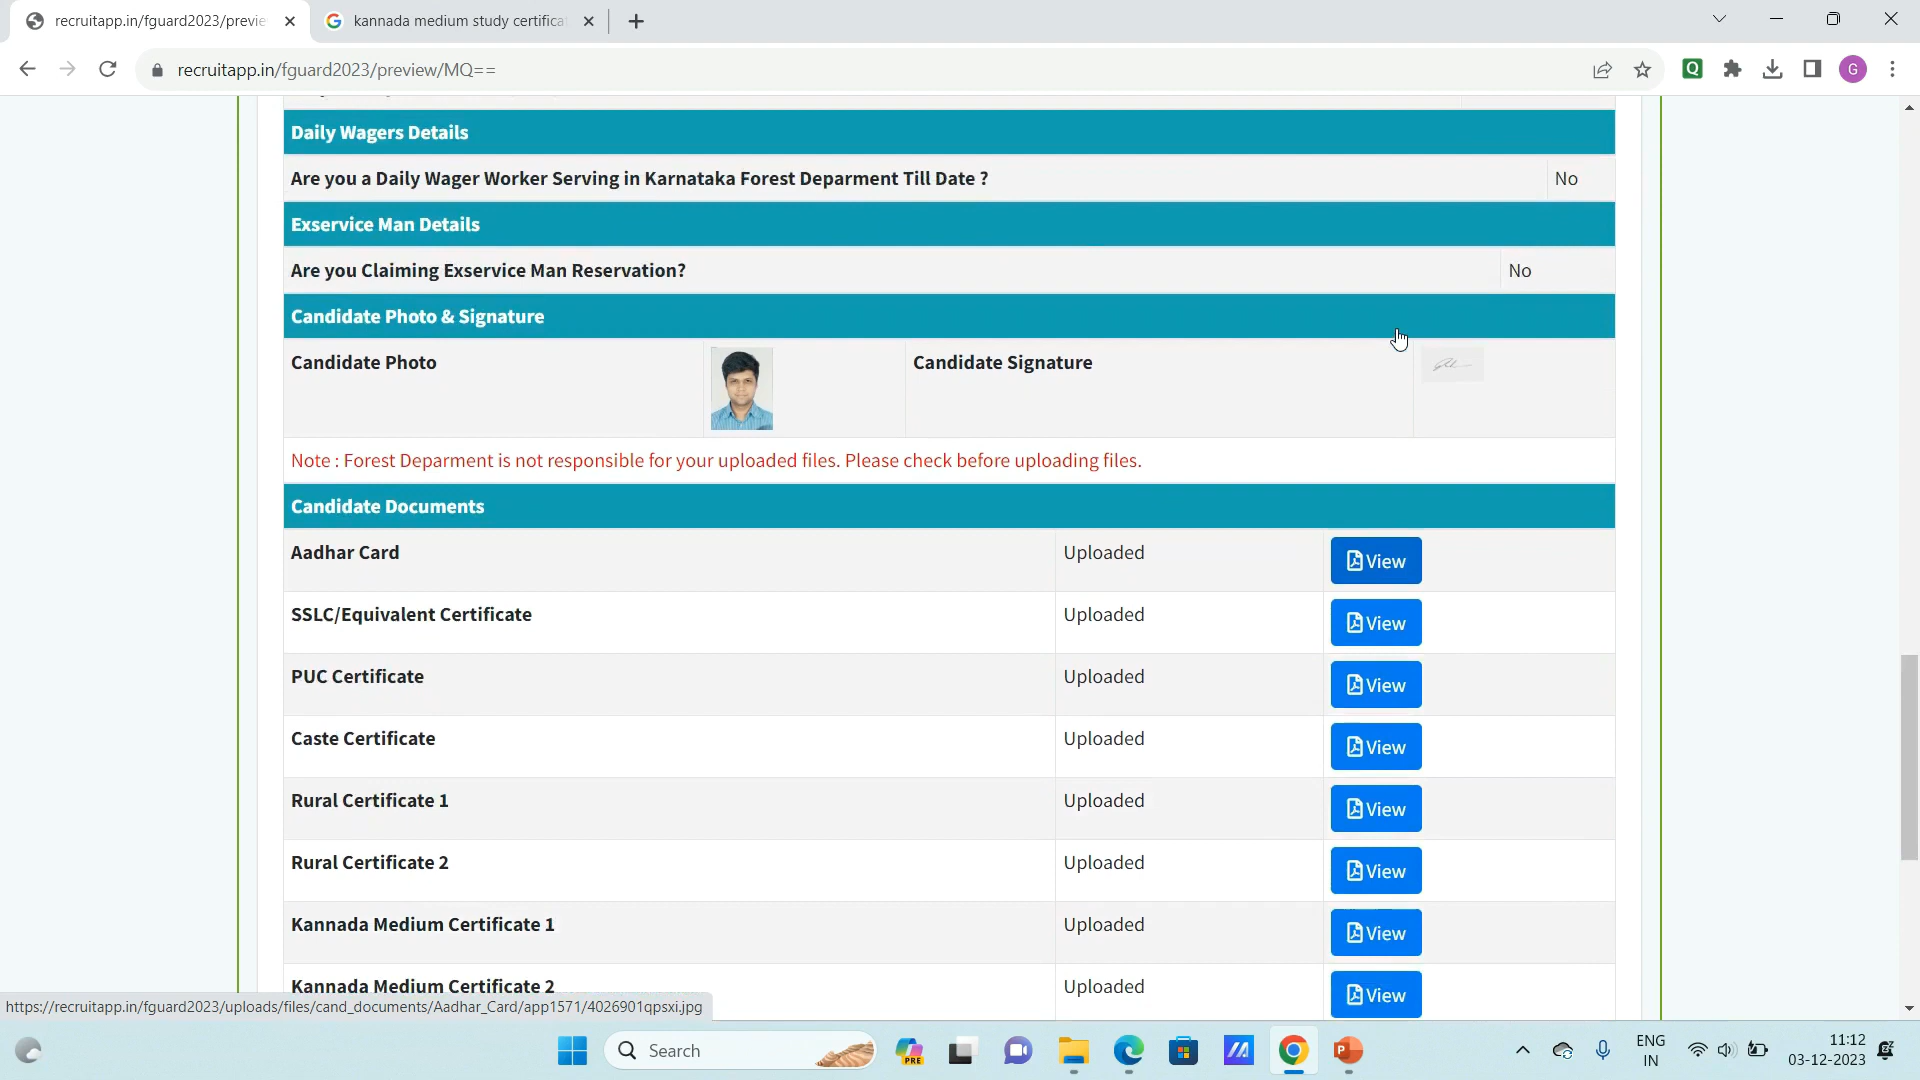 recruitapp.in/fguard2023/previe
kannada medium study certifica
recruitapp.in/fguard2023/preview/MQ==
Q
G
Daily Wagers Details
Are you a Daily Wager Worker Serving in Karnataka Forest Deparment Till Date ?
No
Exservice Man Details
Are you Claiming Exservice Man Reservation?
No
Candidate Photo & Signature
Candidate Photo
Candidate Signature
Note : Forest Deparment is not responsible for your uploaded files. Please check before uploading files.
Candidate Documents
Aadhar Card Uploaded View
SSLC/Equivalent Certificate Uploaded View
PUC Certificate Uploaded View
Caste Certificate Uploaded View
Rural Certificate 1 Uploaded View
Rural Certificate 2 Uploaded View
Kannada Medium Certificate 1 Uploaded View
Kannada Medium Certificate 2 Uploaded View
https://recruitapp.in/fguard2023/uploads/files/cand_documents/Aadhar_Card/app1571/4026901qpsxi.jpg
Search
PRE
P
ENG
IN
11:12
03-12-2023